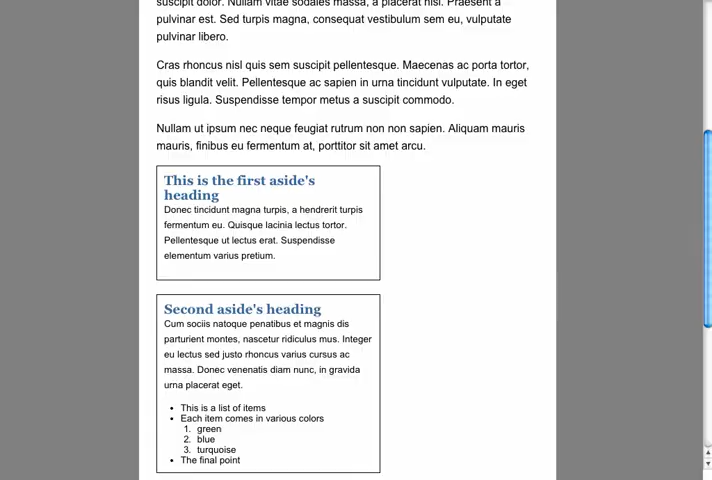 suscipit dolor. Nullam vitae sodales massa, a placerat nisl. Praesent a
pulvinar est. Sed turpis magna, consequat vestibulum sem eu, vulputate
pulvinar libero.
Cras rhoncus nisl quis sem suscipit pellentesque. Maecenas ac porta tortor,
quis blandit velit. Pellentesque ac sapien in urna tincidunt vulputate. In eget
risus ligula. Suspendisse tempor metus a suscipit commodo.
Nullam ut ipsum nec neque feugiat rutrum non non sapien. Aliquam mauris
mauris, finibus eu fermentum at, porttitor sit amet arcu.
This is the first aside's
heading
Donec tincidunt magna turpis, a hendrerit turpis
fermentum eu. Quisque lacinia lectus tortor.
Pellentesque ut lectus erat. Suspendisse
elementum varius pretium.
Second aside's heading
Cum sociis natoque penatibus et magnis dis
parturient montes, nascetur ridiculus mus. Integer
eu lectus sed justo rhoncus varius cursus ac
massa. Donec venenatis diam nunc, in gravida
urna placerat eget.
• This is a list of items
• Each item comes in various colors
1. green
2. blue
3. turquoise
• The final point